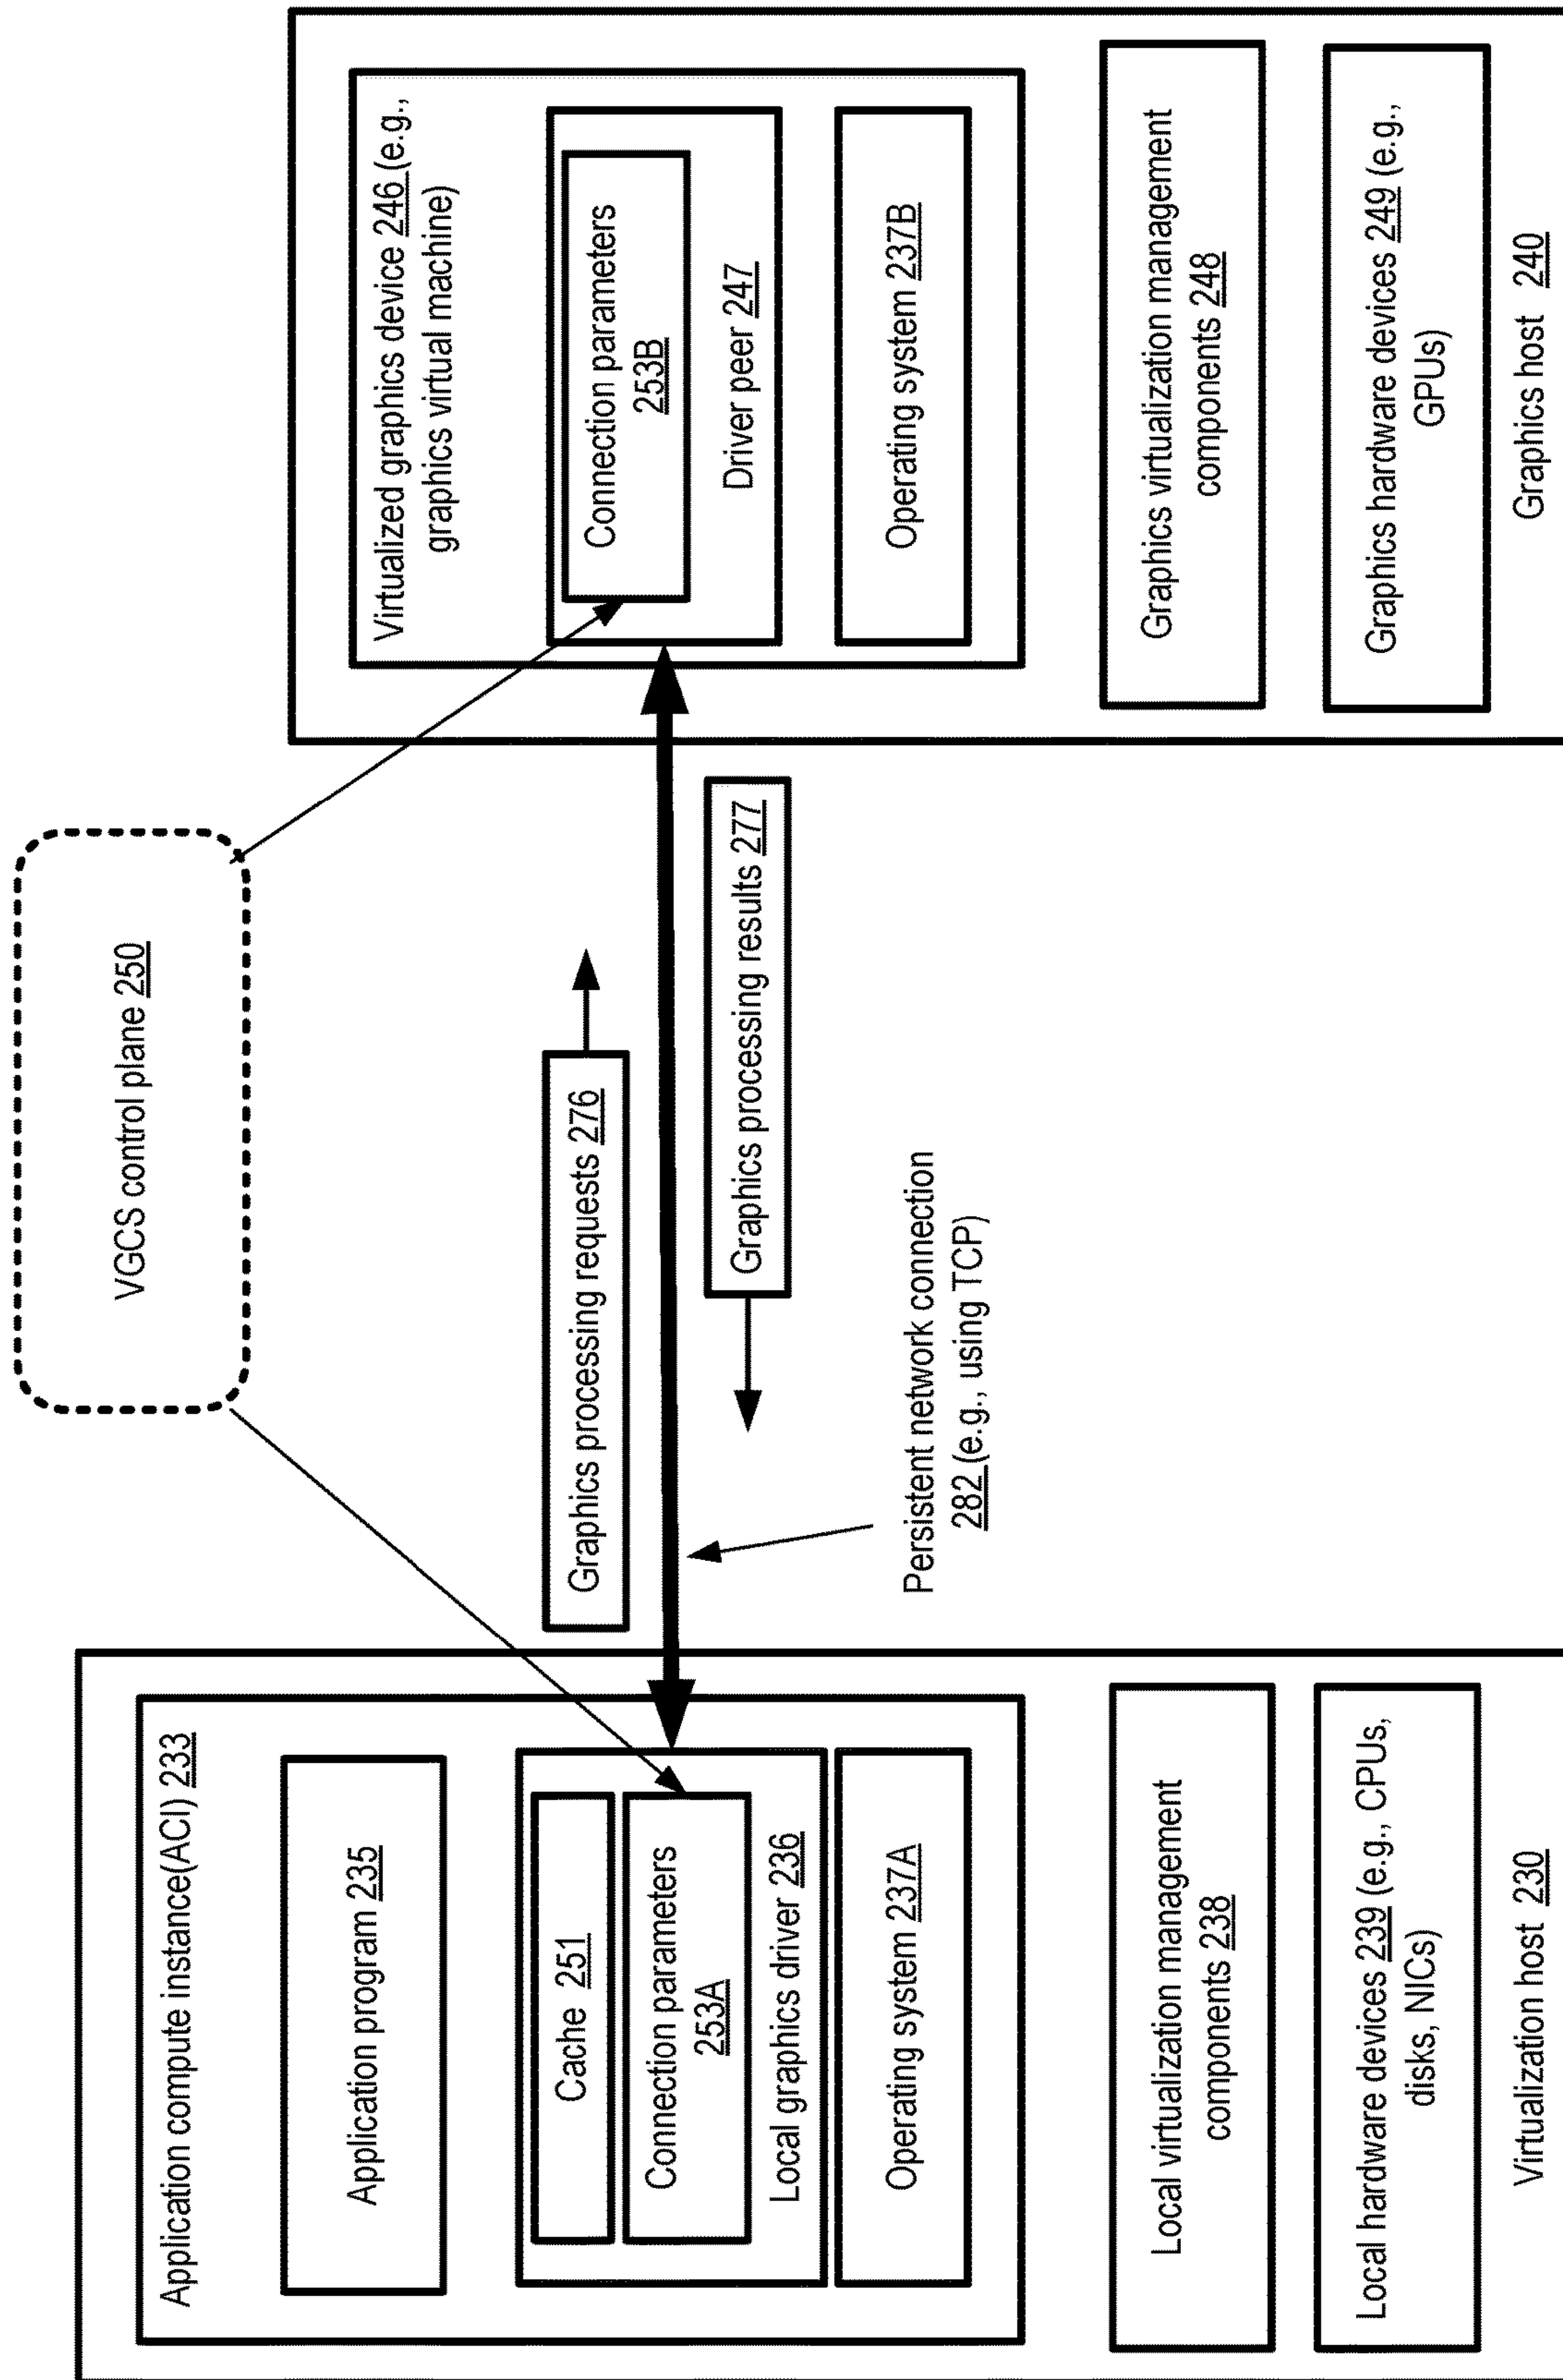 VGCS control plane 250
Application compute instance(ACI) 233
Application program 235
Cache 251
Connection parameters
253A
Local graphics driver 236
Operating system 237A
Local virtualization management
components 238
Local hardware devices 239 (e.g., CPUs,
disks, NICs)
Virtualization host 230
Graphics processing requests 276
Graphics processing results 277
Persistent network connection
282 (e.g., using TCP)
Virtualized graphics device 246 (e.g.,
graphics virtual machine)
Connection parameters
253B
Driver peer 247
Operating system 237B
Graphics virtualization management
components 248
Graphics hardware devices 249 (e.g.,
GPUs)
Graphics host 240